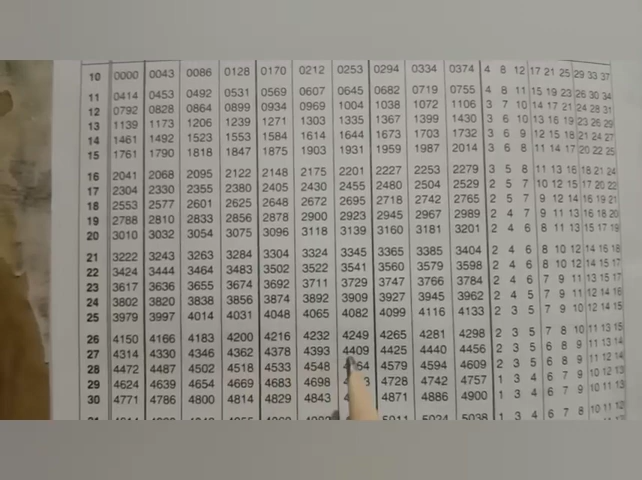 10 0000 0043 0086 0128 0170 0212 0253 0294 0334 0374 4 8 12 17 21 25 29 33 37
11 0414 0453 0492 0531 0569 0607 0645 0682 0719 0755 4 8 11 15 19 23 26 30 34
12 0792 0828 0864 0899 0934 0969 1004 1038 1072 1106 3 7 10 14 17 21 24 28 31
13 1139 1173 1206 1239 1271 1303 1335 1367 1399 1430 3 6 10 13 16 19 23 26 29
14 1461 1492 1523 1553 1584 1614 1644 1673 1703 1732 3 6 9 12 15 18 21 24 27
15 1761 1790 1818 1847 1875 1903 1931 1959 1987 2014 3 6 8 11 14 17 20 22 25
16 2041 2068 2095 2122 2148 2175 2201 2227 2253 2279 3 5 8 11 13 16 18 21 24
17 2304 2330 2355 2380 2405 2430 2455 2480 2504 2529 2 5 7 10 12 15 17 20 22
18 2553 2577 2601 2625 2648 2672 2695 2718 2742 2765 2 5 7 9 12 14 16 19 21
19 2788 2810 2833 2856 2878 2900 2923 2945 2967 2989 2 4 7 9 11 13 16 18 20
20 3010 3032 3054 3075 3096 3118 3139 3160 3181 3201 2 4 6 8 11 13 15 17 19
21 3222 3243 3263 3284 3304 3324 3345 3365 3385 3404 2 4 6 8 10 12 14 16 18
22 3424 3444 3464 3483 3502 3522 3541 3560 3579 3598 2 4 6 8 10 12 14 15 17
23 3617 3636 3655 3674 3692 3711 3729 3747 3766 3784 2 4 6 7 9 11 13 15 17
24 3802 3820 3838 3856 3874 3892 3909 3927 3945 3962 2 4 5 7 9 11 12 14 16
25 3979 3997 4014 4031 4048 4065 4082 4099 4116 4133 2 3 5 7 9 10 12 14
26 4150 4166 4183 4200 4216 4232 4249 4265 4281 4298 2 3 5 7 8 10 11 13 15
27 4314 4330 4346 4362 4378 4393 4409 4425 4440 4456 2 3 5 6 8 9 11 13 14
28 4472 4487 4502 4518 4533 4548 4579 4594 4609 2 3 5 6 8 9 11 12 14
29 4624 4639 4654 4669 4683 4698 4728 4742 4757 1 3 4 6 7 9 10 12 13
30 4771 4786 4800 4814 4829 4843 4871 4886 4900 1 3 4 6 7 9 10 11 12
5038 1 3 4 6 7 8 10 11 12